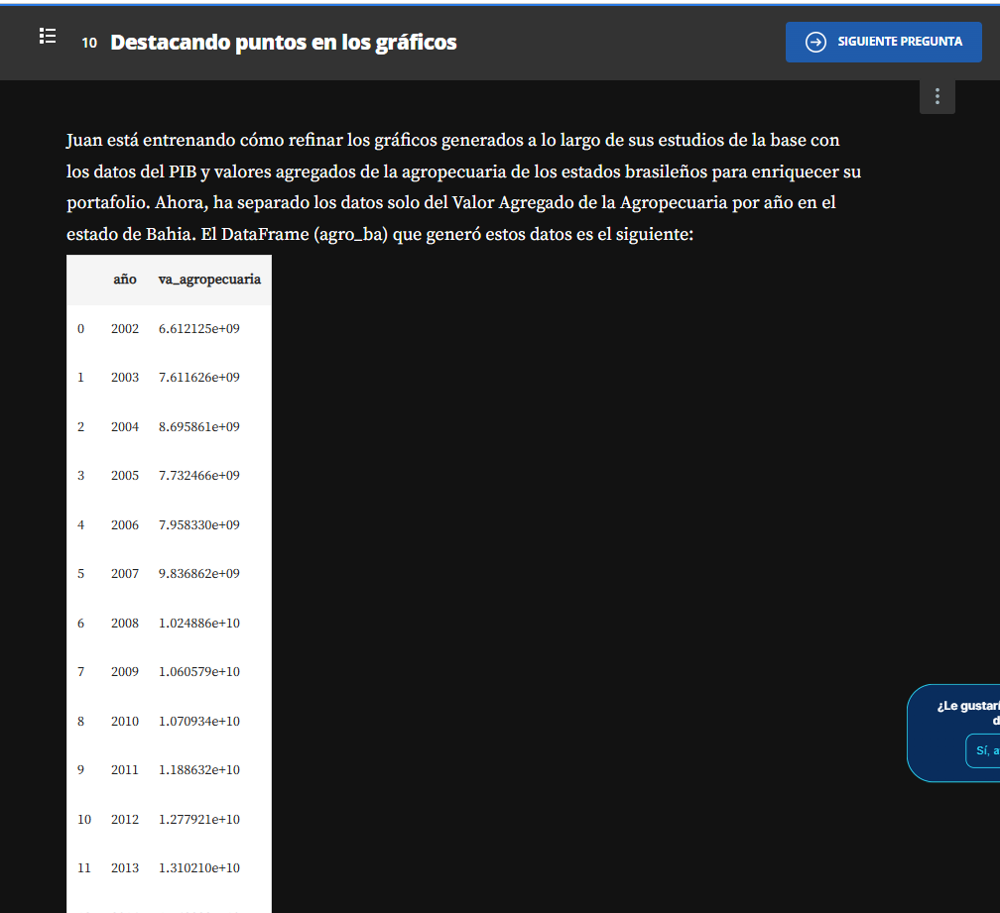 10 Destacando puntos en los gráficos
SIGUIENTE PREGUNTA
Juan está entrenando cómo refinar los gráficos generados a lo largo de sus estudios de la base con
los datos del PIB y valores agregados de la agropecuaria de los estados brasileños para enriquecer su
portafolio. Ahora, ha separado los datos solo del Valor Agregado de la Agropecuaria por año en el
estado de Bahia. El DataFrame (agro_ba) que generó estos datos es el siguiente:
año va_agropecuaria
0 2002 6.612125e+09
1 2003 7.611626e+09
2 2004 8.695861e+09
3 2005 7.732466e+09
4 2006 7.958330e+09
5 2007 9.836862e+09
6 2008 1.024886e+10
7 2009 1.060579e+10
8 2010 1.070934e+10
9 2011 1.188632e+10
10 2012 1.277921e+10
11 2013 1.310210e+10
¿Le gustarí
d
Sí, a